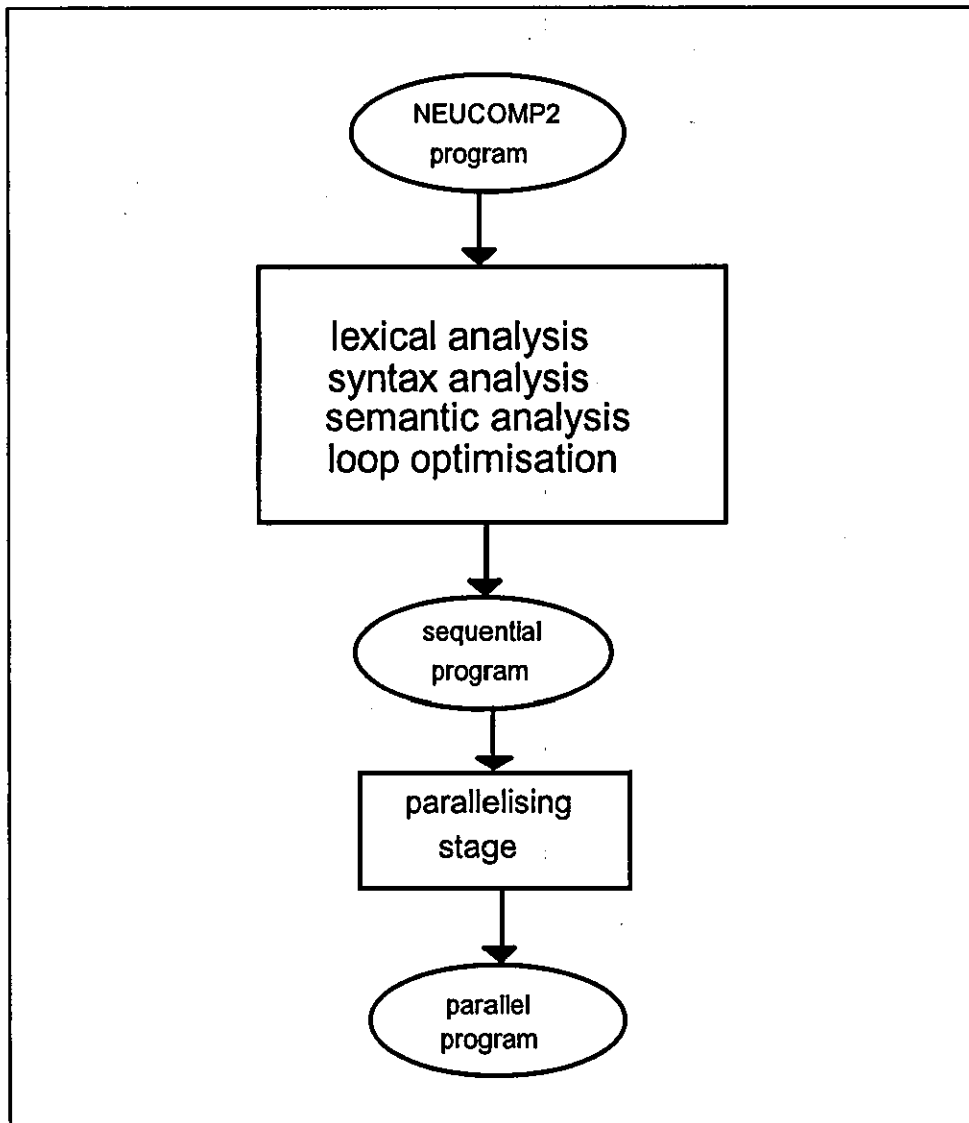 NEUCOMP2
program
lexical analysis
syntax analysis
semantic analysis
loop optimisation
sequential
program
parallelising
stage
parallel
program